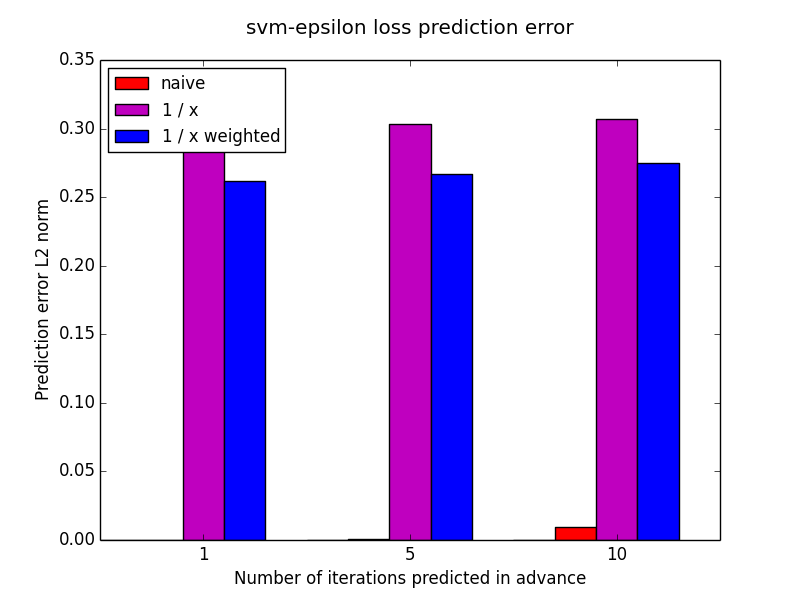 svm-epsilon loss prediction error
0.35
0.30
0.25
0.20
0.15
0.10
0.05
0.00
Prediction error L2 norm
naive
1 / x
1 / x weighted
1 5 10
Number of iterations predicted in advance